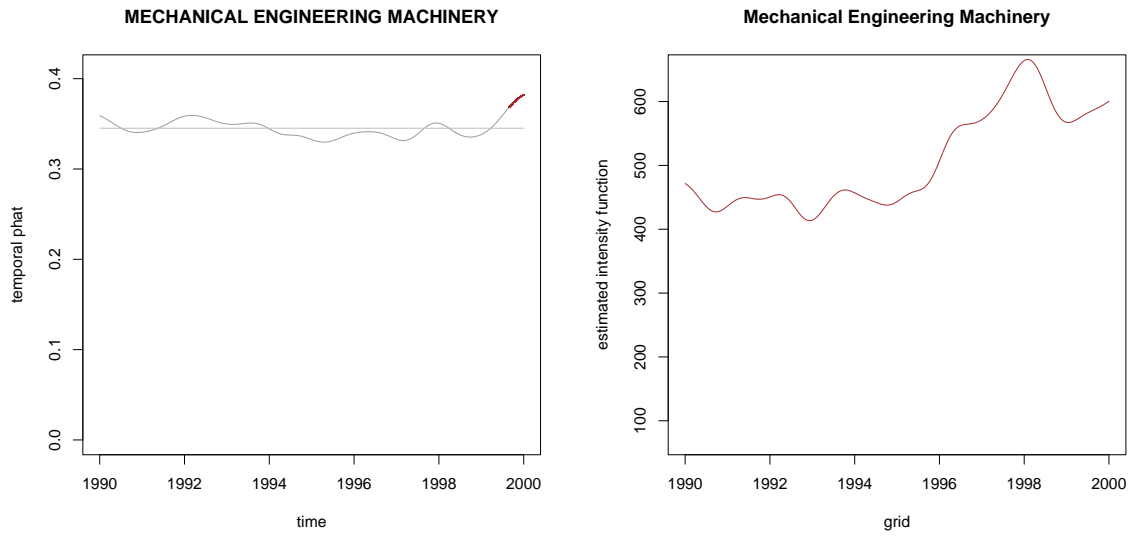 MECHANICAL ENGINEERING MACHINERY
temporal phat
0.4
0.3
0.2
0.1
0.0
1990 1992 1994 1996 1998 2000
time
Mechanical Engineering Machinery
estimated intensity function
600
500
400
300
200
100
1990 1992 1994 1996 1998 2000
grid